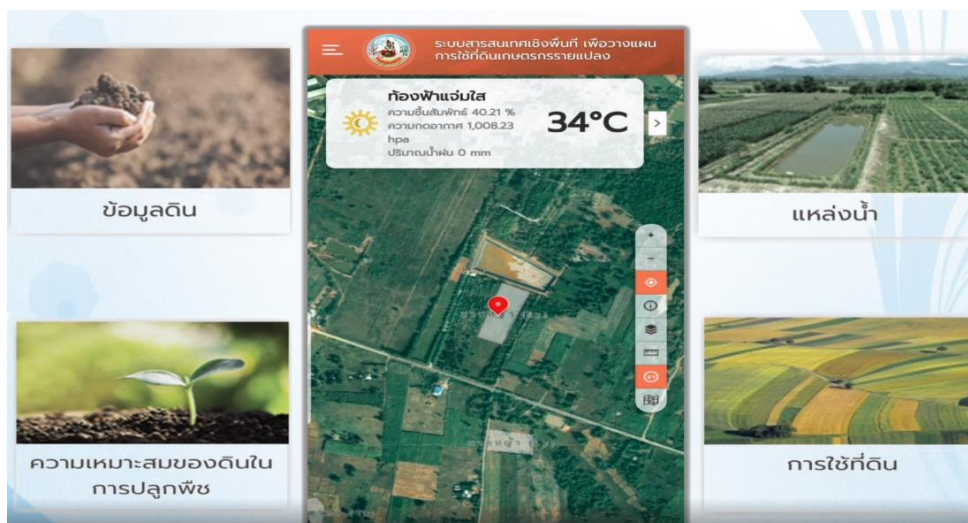 ระบบสารสนเทศเชิงพื้นที่ เพื่อวางแผน
การใช้ที่ดินเกษตรกรรายแปลง
ท้องฟ้าแจ่มใส
ความชื้นสัมพัทธ์ 40.21 %
ความกดอากาศ 1,008.23
hpa
ปริมาณน้ำฝน 0 mm
34°C
ข้อมูลดิน
แหล่งน้ำ
ความเหมาะสมของดินใน
การปลูกพืช
การใช้ที่ดิน